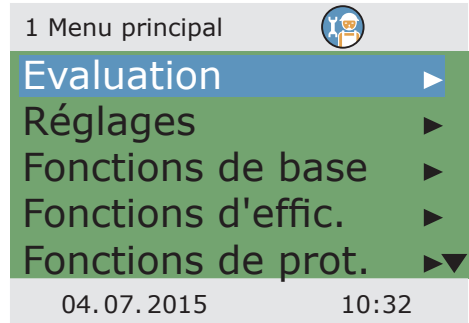 1 Menu principal
Evaluation
Réglages
Fonctions de base
Fonctions d'effic.
Fonctions de prot.
04.07.2015 10:32